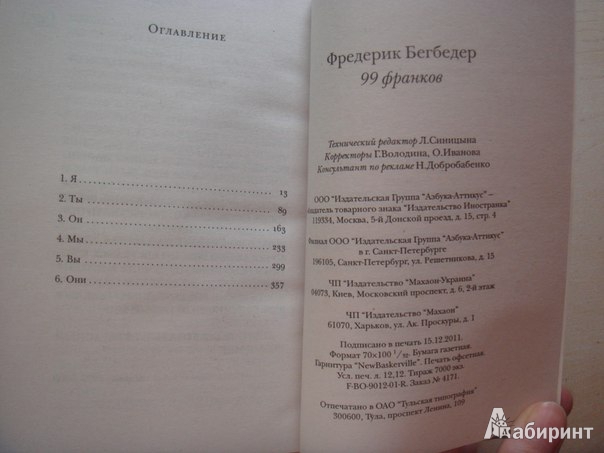 Оглавление
1. Я 13
2. Ты 89
3. Он 163
4. Мы 233
5. Вы 299
6. Они 357
Фредерик Бегбедер
99 франков
Технический редактор Л.Синицына
Корректоры Г.Володина, О.Иванова
Консультант по рекламе Н.Добробабенко
ООО "Издательская Группа "Азбука-Аттикус" –
товарного знака "Издательство Иностранка"
119334, Москва, 5-й Донской проезд, д. 15, стр. 4
ООО "Издательская Группа "Азбука-Аттикус"
в г. Санкт-Петербурге
196105, Санкт-Петербург, ул. Решетникова, д. 15
ЧП "Издательство "Махаон-Украина"
04073, Киев, Московский проспект, д. 6, 2-й этаж
ЧП "Издательство "Махаон"
61070, Харьков, ул. Ак. Проскуры, д. 1
Подписано в печать 15.12.2011.
Формат 70×100 1/32. Бумага газетная.
Гарнитура "NewBaskerville". Печать офсетная.
Усл. печ. л. 12,12. Тираж 7000 экз.
F-BO-9012-01-R. Заказ № 4171.
Отпечатано в ОАО "Тульская типография"
300600, Тула, проспект Ленина, 109
Лабиринт